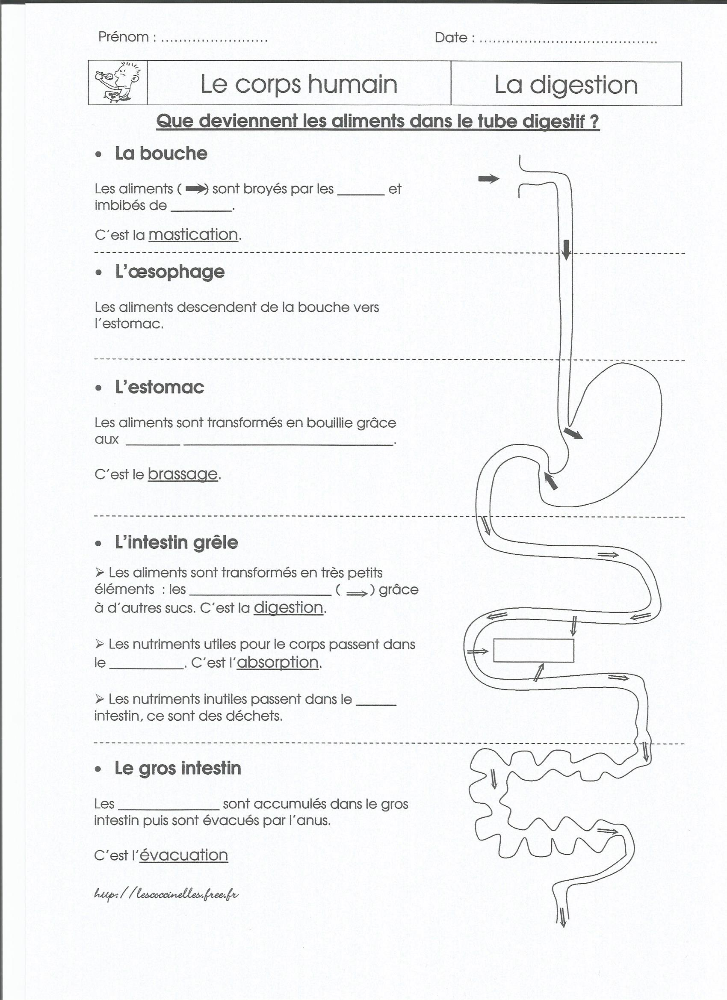 Prénom : ........................ Date : ........................................
Le corps humain La digestion
Que deviennent les aliments dans le tube digestif ?
• La bouche
Les aliments ( ➡ ) sont broyés par les _______ et
imbibés de _________.
C'est la mastication.
• L'œsophage
Les aliments descendent de la bouche vers
l'estomac.
• L'estomac
Les aliments sont transformés en bouillie grâce
aux ________ _______________________________.
C'est le brassage.
• L'intestin grêle
➢ Les aliments sont transformés en très petits
éléments : les _____________________ ( ⇒ ) grâce
à d'autres sucs. C'est la digestion.
➢ Les nutriments utiles pour le corps passent dans
le ___________. C'est l'absorption.
➢ Les nutriments inutiles passent dans le ______
intestin, ce sont des déchets.
• Le gros intestin
Les _______________ sont accumulés dans le gros
intestin puis sont évacués par l'anus.
C'est l'évacuation
http://lescoccinelles.free.fr